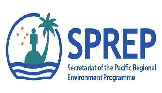 SPREP
Secretariat of the Pacific Regional
Environment Programme